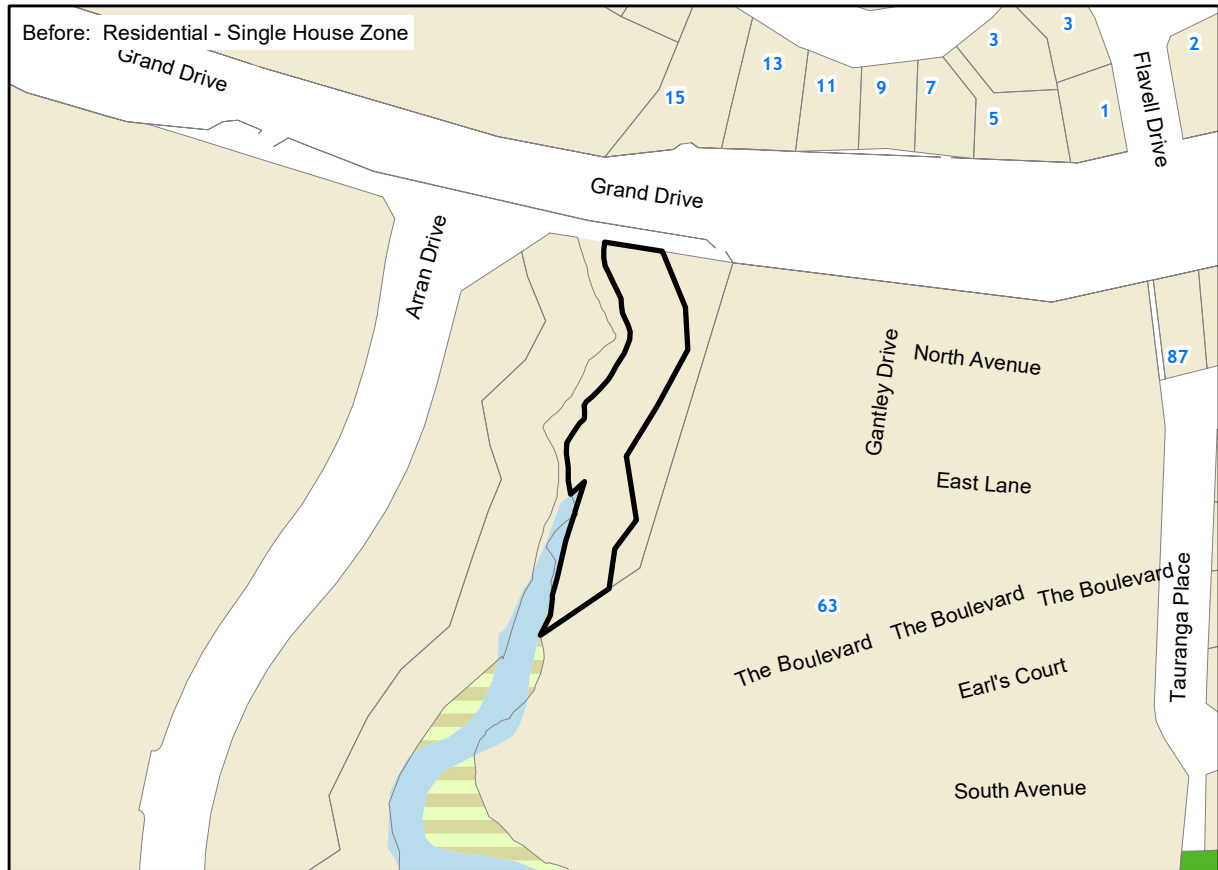 Before: Residential - Single House Zone
Grand Drive
15
13
11
9
7
3
5
3
1
2
Flavell Drive
Grand Drive
Arran Drive
Gantley Drive
North Avenue
87
East Lane
63
The Boulevard
The Boulevard
The Boulevard
Tauranga Place
Earl's Court
South Avenue